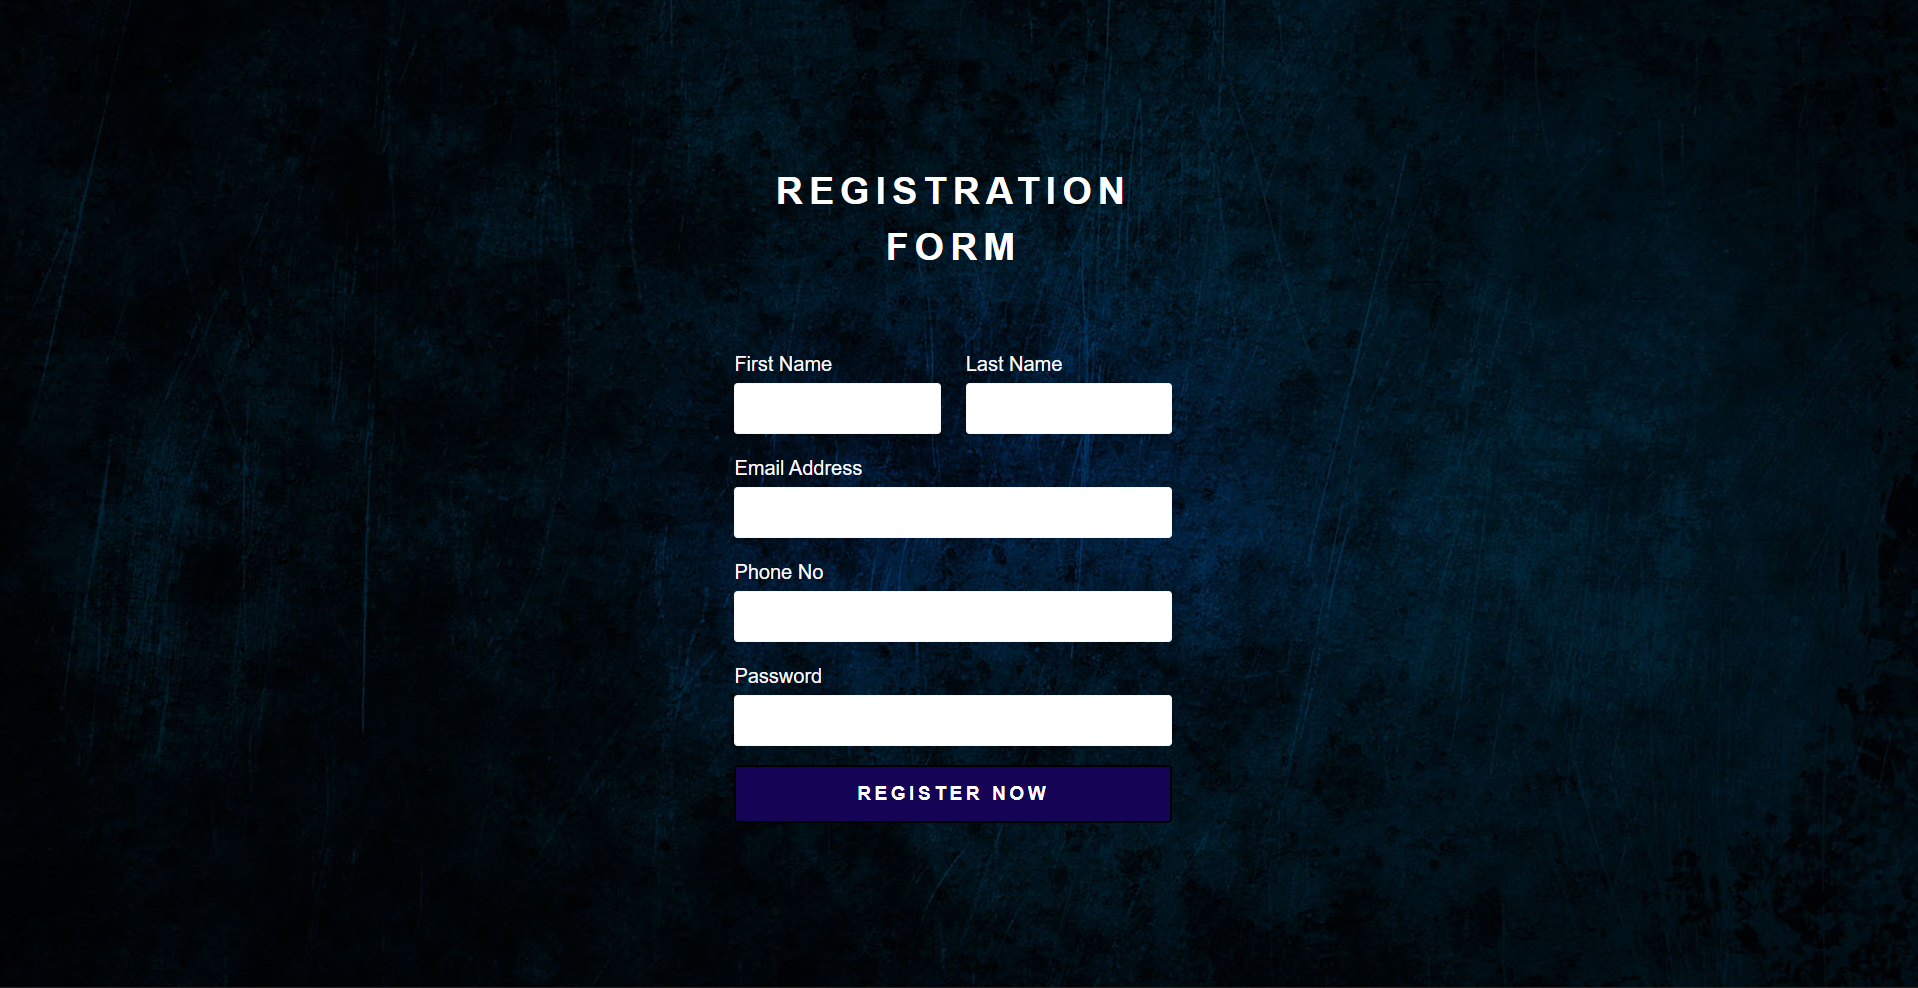 REGISTRATION
FORM
First Name Last Name
Email Address
Phone No
Password
REGISTER NOW